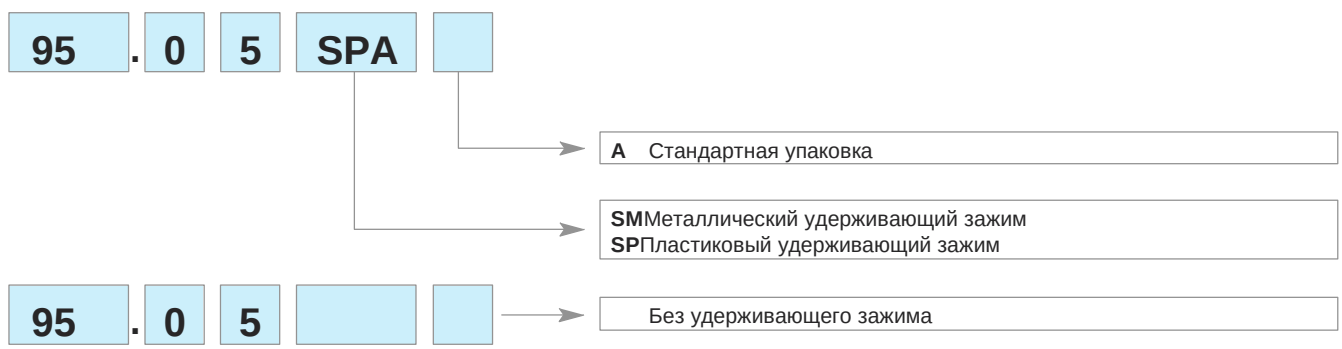 95 . 0 5 SPA
A Стандартная упаковка
SMМеталлический удерживающий зажим
SPПластиковый удерживающий зажим
95 . 0 5
Без удерживающего зажима